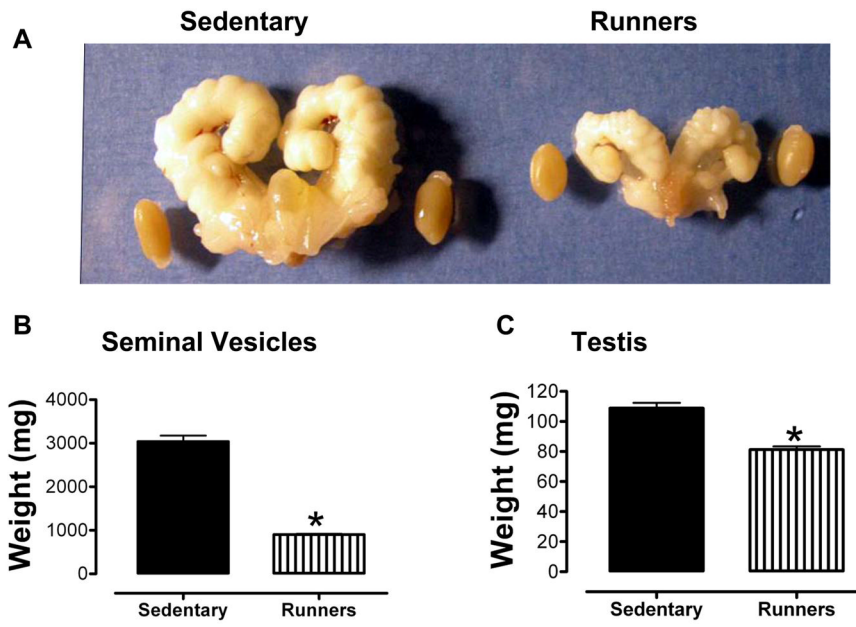 A
Sedentary
Runners
B
Seminal Vesicles
Weight (mg)
4000
3000
2000
1000
0
*
Sedentary
Runners
C
Testis
Weight (mg)
120
100
80
60
40
20
0
*
Sedentary
Runners